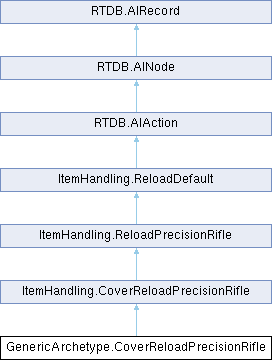 RTDB.AIRecord
RTDB.AINode
RTDB.AIAction
ItemHandling.ReloadDefault
ItemHandling.ReloadPrecisionRifle
ItemHandling.CoverReloadPrecisionRifle
GenericArchetype.CoverReloadPrecisionRifle